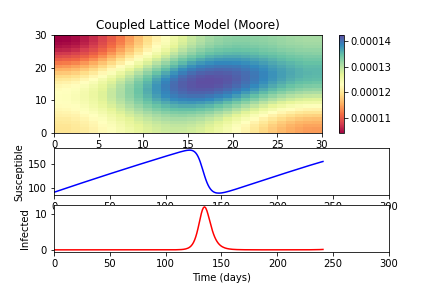 Coupled Lattice Model (Moore)
30
20
10
0
0 5 10 15 20 25 30
0.00014
0.00013
0.00012
0.00011
Susceptible
150
100
0 50 100 150 200 250 300
Infected
10
0
0 50 100 150 200 250 300
Time (days)